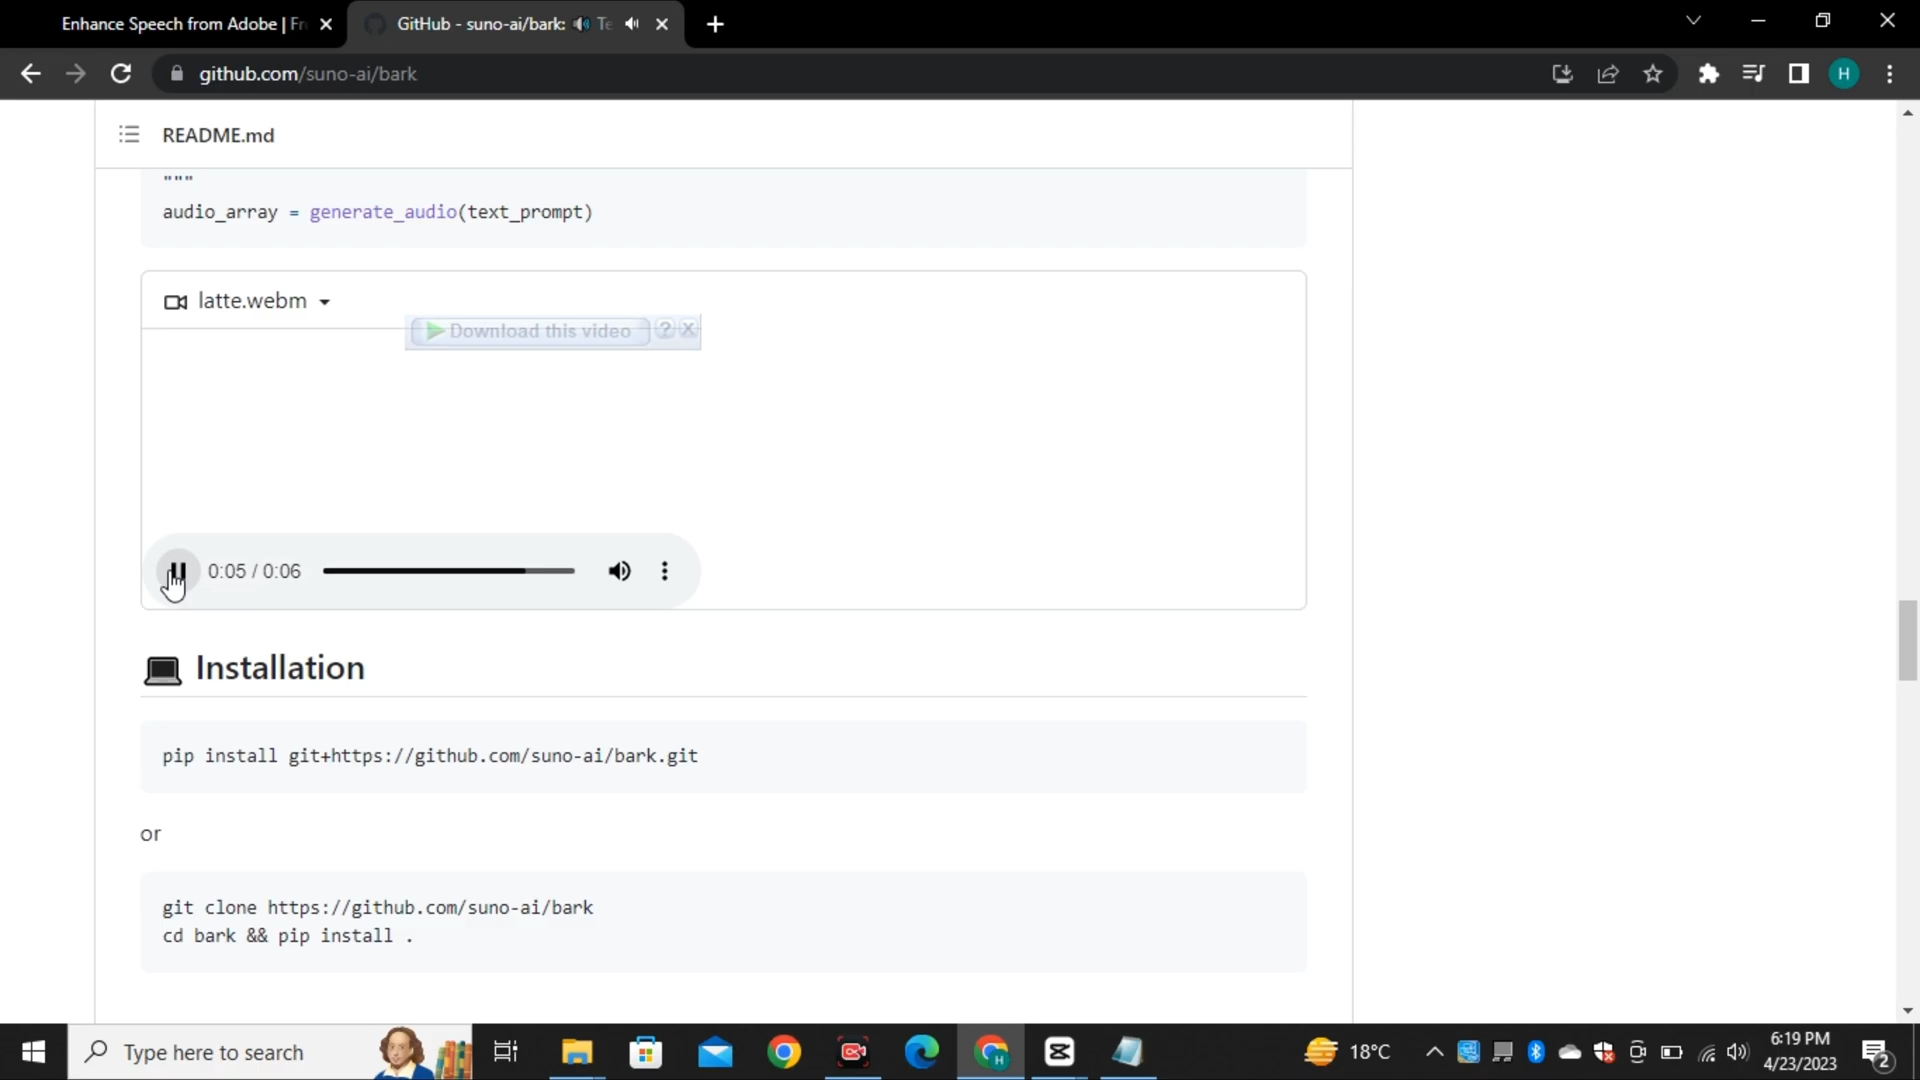 Enhance Speech from Adobe | Fr
GitHub - suno-ai/bark: 🔊 Te
github.com/suno-ai/bark
H
README.md
"""
audio_array = generate_audio(text_prompt)
latte.webm
Download this video ? X
0:05 / 0:06
Installation
pip install git+https://github.com/suno-ai/bark.git
or
git clone https://github.com/suno-ai/bark
cd bark && pip install .
Type here to search
H
18°C
6:19 PM
4/23/2023
2